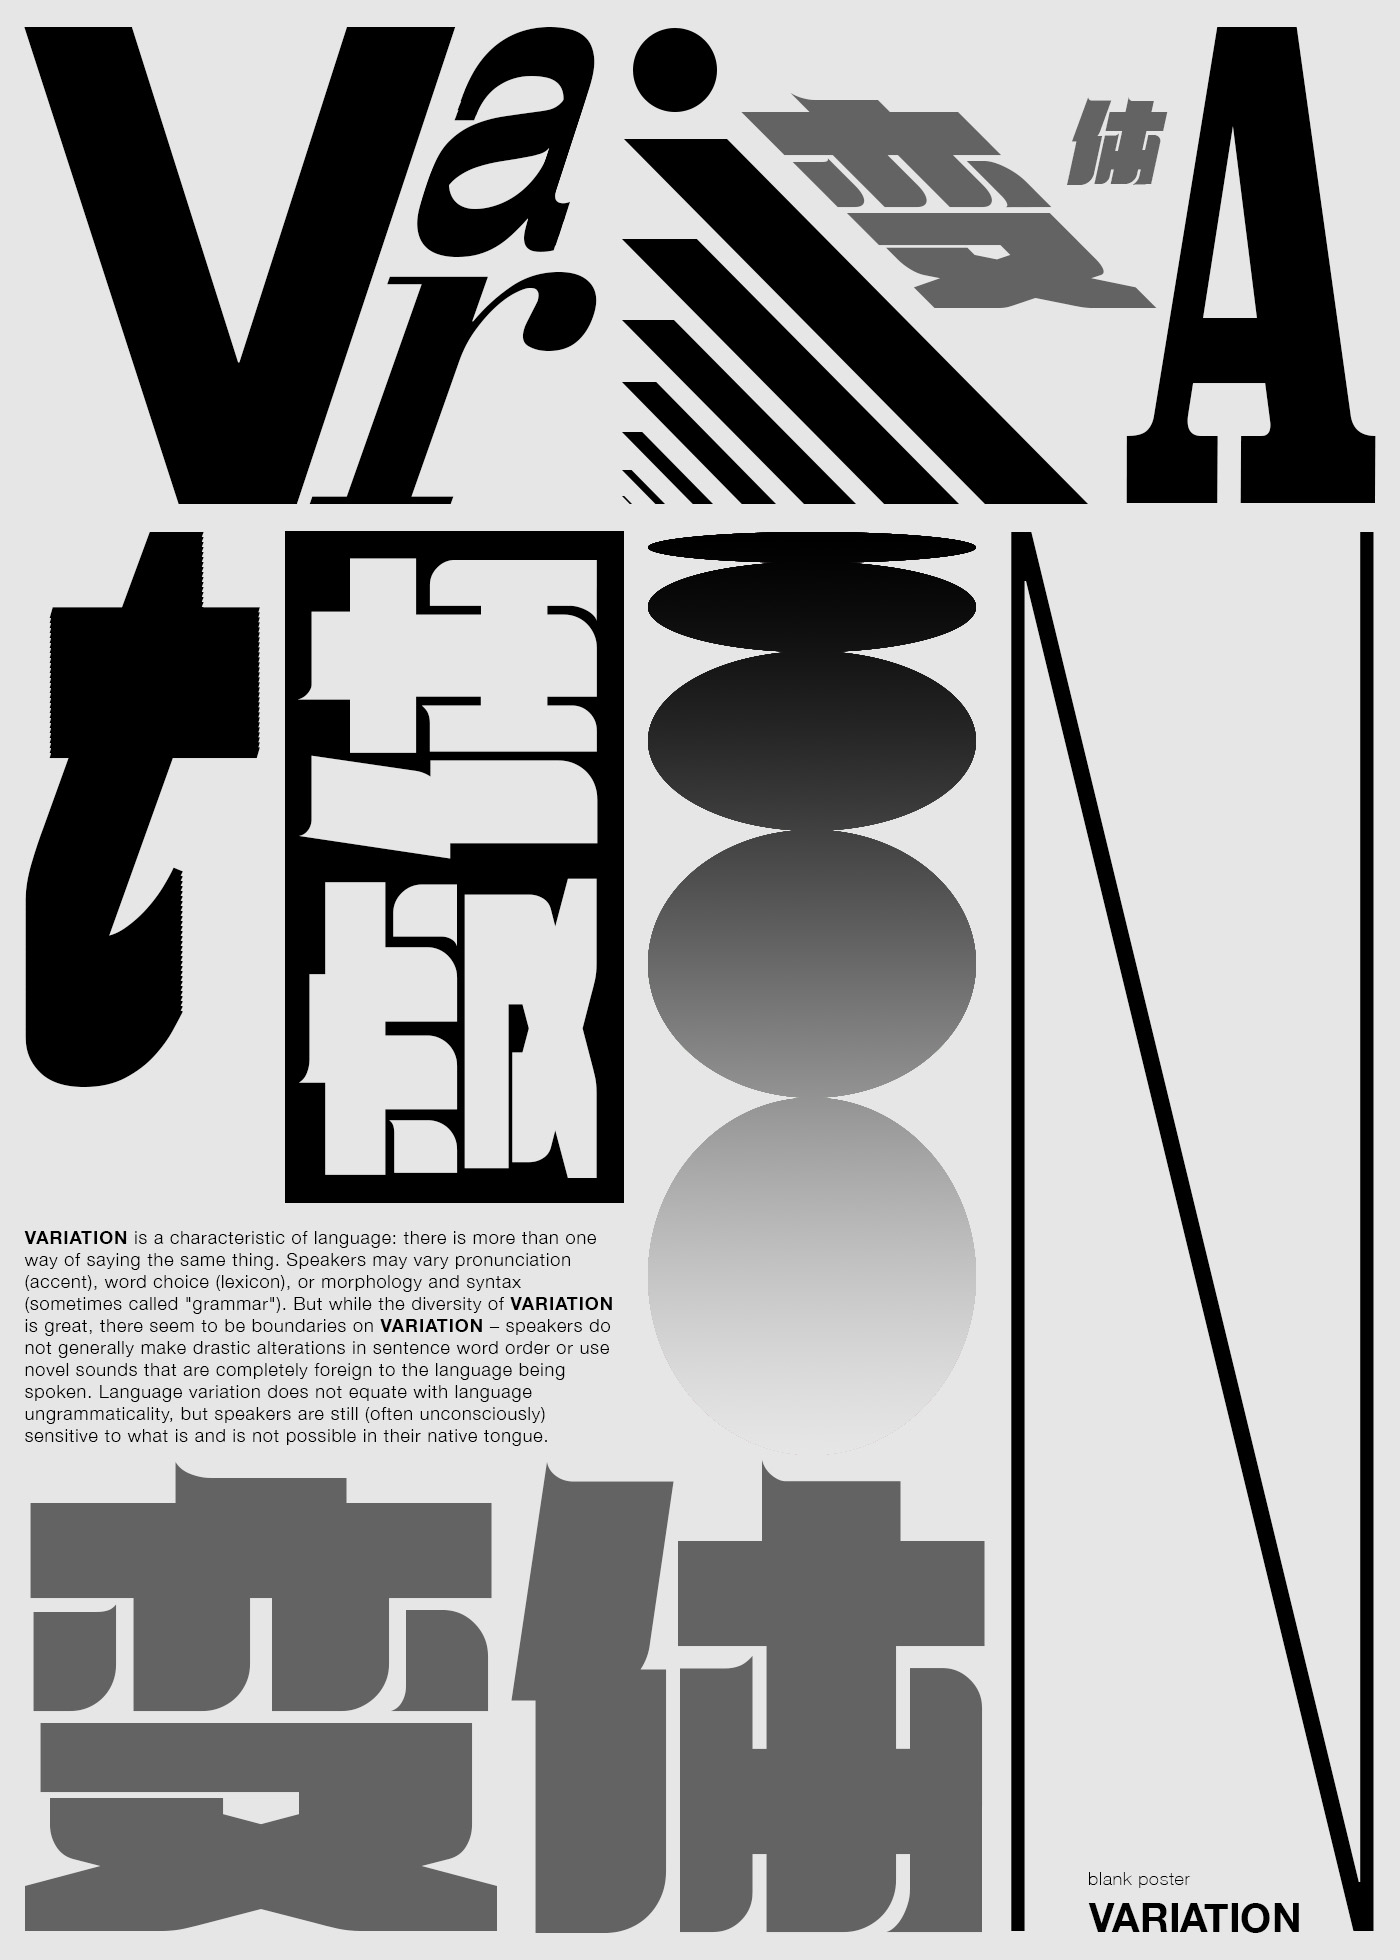 VariA
変体
t
変体
N
VARIATION is a characteristic of language: there is more than one
way of saying the same thing. Speakers may vary pronunciation
(accent), word choice (lexicon), or morphology and syntax
(sometimes called "grammar"). But while the diversity of VARIATION
is great, there seem to be boundaries on VARIATION – speakers do
not generally make drastic alterations in sentence word order or use
novel sounds that are completely foreign to the language being
spoken. Language variation does not equate with language
ungrammaticality, but speakers are still (often unconsciously)
sensitive to what is and is not possible in their native tongue.
変体
blank poster
VARIATION